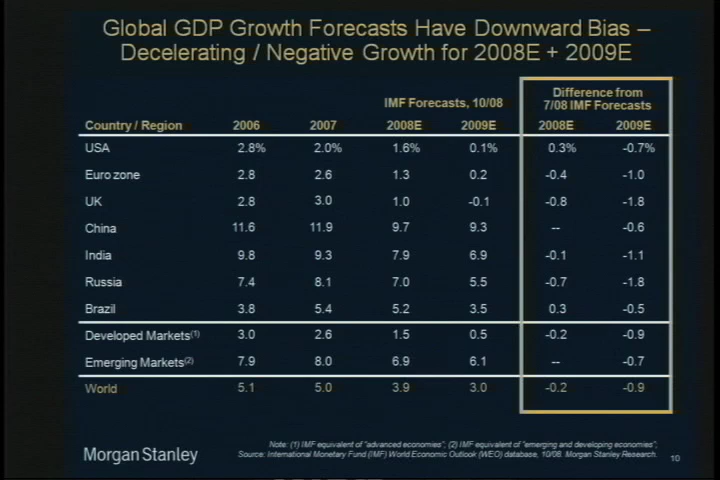 Global GDP Growth Forecasts Have Downward Bias –
Decelerating / Negative Growth for 2008E + 2009E
IMF Forecasts, 10/08 Difference from
7/08 IMF Forecasts
Country / Region 2006 2007 2008E 2009E 2008E 2009E
USA 2.8% 2.0% 1.6% 0.1% 0.3% -0.7%
Euro zone 2.8 2.6 1.3 0.2 -0.4 -1.0
UK 2.8 3.0 1.0 -0.1 -0.8 -1.8
China 11.6 11.9 9.7 9.3 -- -0.6
India 9.8 9.3 7.9 6.9 -0.1 -1.1
Russia 7.4 8.1 7.0 5.5 -0.7 -1.8
Brazil 3.8 5.4 5.2 3.5 0.3 -0.5
Developed Markets(1) 3.0 2.6 1.5 0.5 -0.2 -0.9
Emerging Markets(2) 7.9 8.0 6.9 6.1 -- -0.7
World 5.1 5.0 3.9 3.0 -0.2 -0.9
Note: (1) IMF equivalent of "advanced economies"; (2) IMF equivalent of "emerging and developing economies";
Source: International Monetary Fund (IMF) World Economic Outlook (WEO) database, 10/08. Morgan Stanley Research.
Morgan Stanley
10